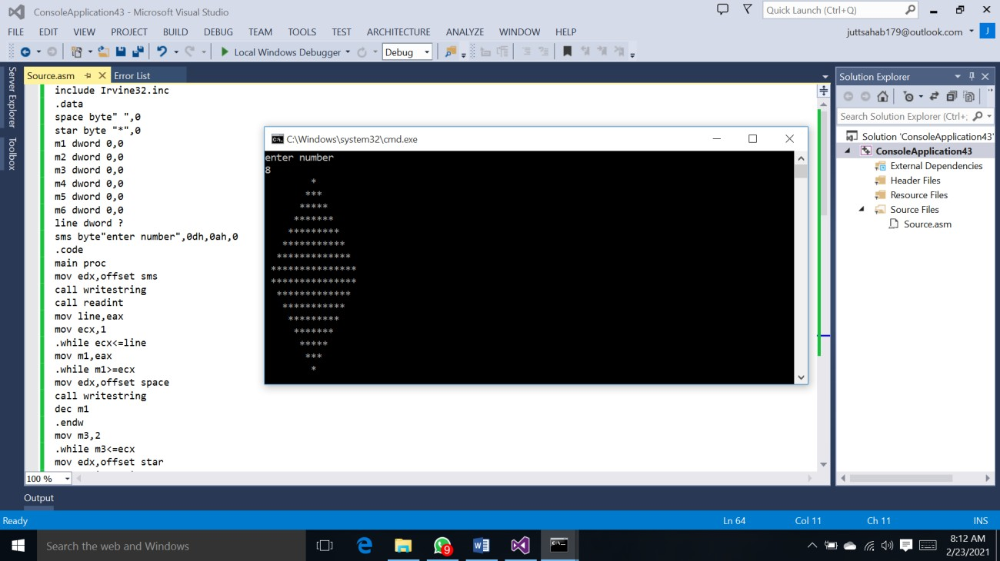 ConsoleApplication43 - Microsoft Visual Studio
Quick Launch (Ctrl+Q)
FILE EDIT VIEW PROJECT BUILD DEBUG TEAM TOOLS TEST ARCHITECTURE ANALYZE WINDOW HELP
juttsahab179@outlook.com J
Local Windows Debugger Debug
Server Explorer
Toolbox
Source.asm Error List
include Irvine32.inc
.data
space byte" ",0
star byte "*",0
m1 dword 0,0
m2 dword 0,0
m3 dword 0,0
m4 dword 0,0
m5 dword 0,0
m6 dword 0,0
line dword ?
sms byte"enter number",0dh,0ah,0
.code
main proc
mov edx,offset sms
call writestring
call readint
mov line,eax
mov ecx,1
.while ecx<=line
mov m1,eax
.while m1>=ecx
mov edx,offset space
call writestring
dec m1
.endw
mov m3,2
.while m3<=ecx
mov edx,offset star
100 %
C:\Windows\system32\cmd.exe
enter number
8
*
***
*****
*******
*********
***********
*************
***************
***************
*************
***********
*********
*******
*****
***
*
Solution Explorer
Search Solution Explorer (Ctrl+;
Solution 'ConsoleApplication43'
ConsoleApplication43
External Dependencies
Header Files
Resource Files
Source Files
Source.asm
Output
Ready Ln 64 Col 11 Ch 11 INS
Search the web and Windows
9
8:12 AM
2/23/2021